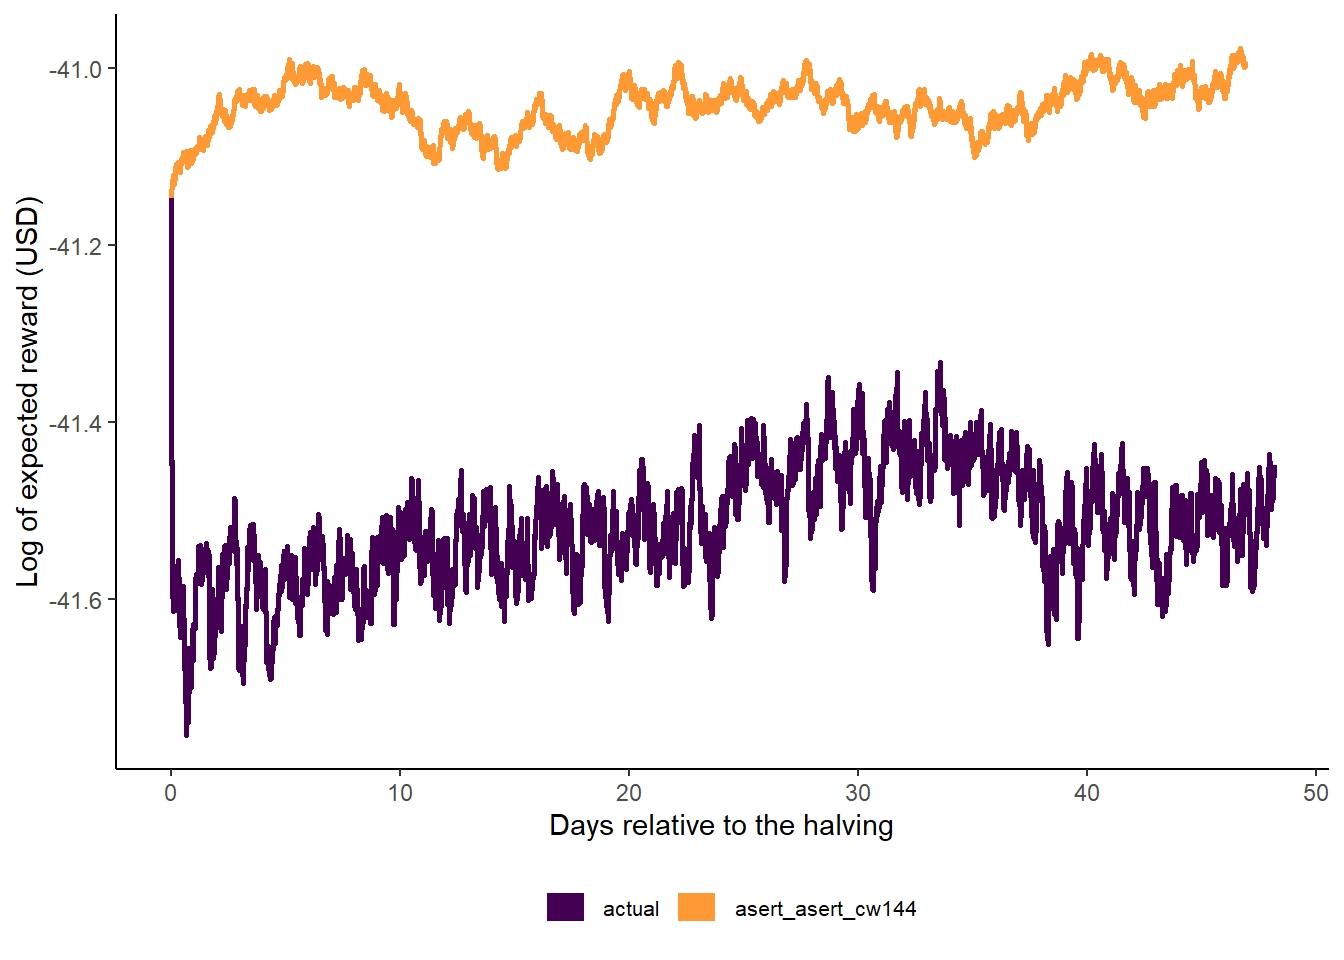 Log of expected reward (USD)
-41.0
-41.2
-41.4
-41.6
0 10 20 30 40 50
Days relative to the halving
actual asert_asert_cw144